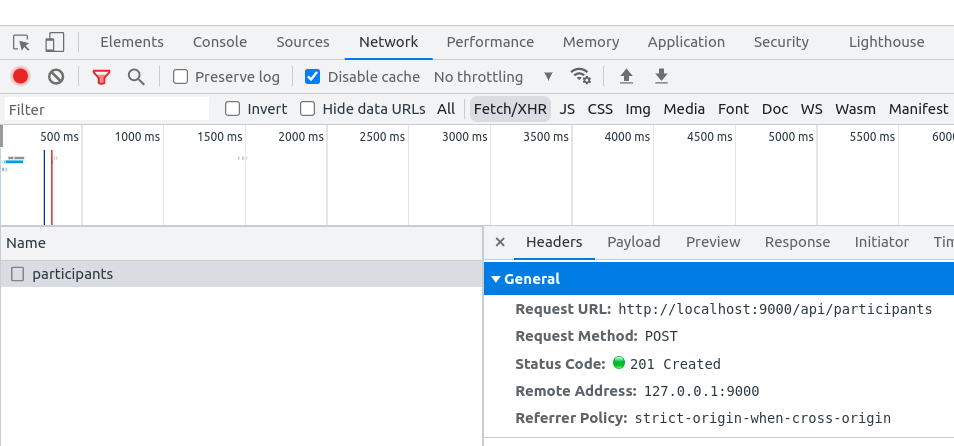 Elements Console Sources Network Performance Memory Application Security Lighthouse
Preserve log Disable cache No throttling
Filter Invert Hide data URLs All Fetch/XHR JS CSS Img Media Font Doc WS Wasm Manifest
500 ms 1000 ms 1500 ms 2000 ms 2500 ms 3000 ms 3500 ms 4000 ms 4500 ms 5000 ms 5500 ms 6000
Name
Headers Payload Preview Response Initiator Tim
participants
General
Request URL: http://localhost:9000/api/participants
Request Method: POST
Status Code: 201 Created
Remote Address: 127.0.0.1:9000
Referrer Policy: strict-origin-when-cross-origin